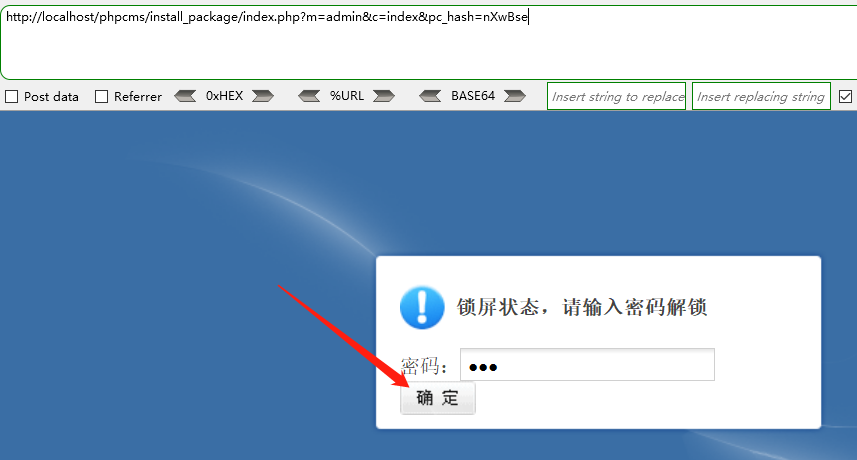 http://localhost/phpcms/install_package/index.php?m=admin&c=index&pc_hash=nXwBse
Post data Referrer 0xHEX %URL BASE64 Insert string to replace Insert replacing string
锁屏状态，请输入密码解锁
密码：●●●
确 定